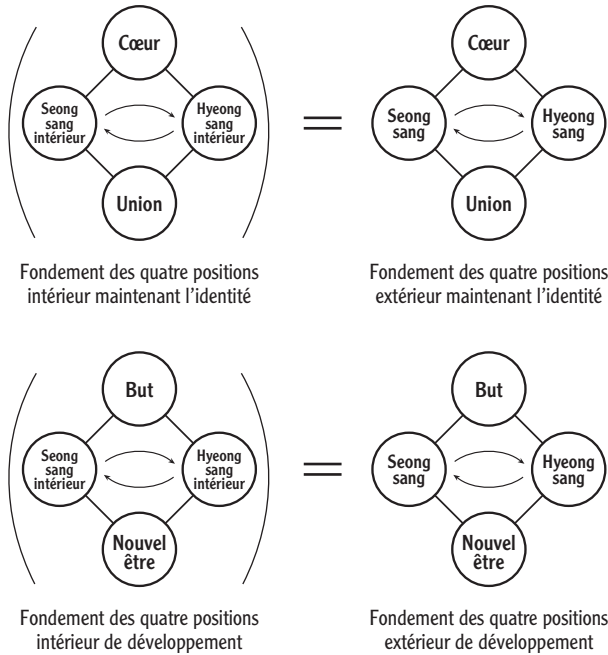 Cœur
Seong
sang
intérieur
Hyeong
sang
intérieur
Union
=
Cœur
Seong
sang
Hyeong
sang
Union
Fondement des quatre positions
intérieur maintenant l'identité
Fondement des quatre positions
extérieur maintenant l'identité
But
Seong
sang
intérieur
Hyeong
sang
intérieur
Nouvel
être
=
But
Seong
sang
Hyeong
sang
Nouvel
être
Fondement des quatre positions
intérieur de développement
Fondement des quatre positions
extérieur de développement